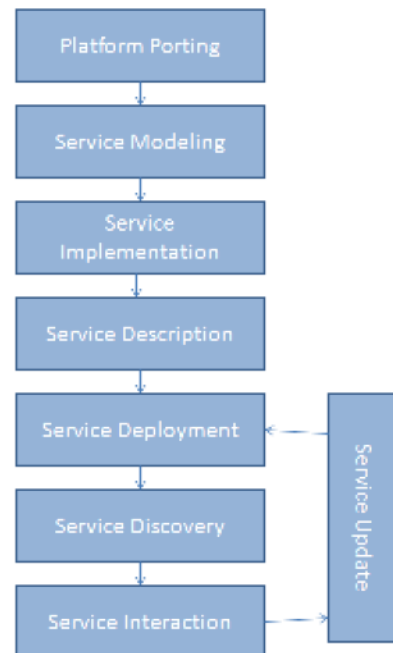 Platform Porting
Service Modeling
Service
Implementation
Service Description
Service Deployment
Service Discovery
Service Interaction
Service Update